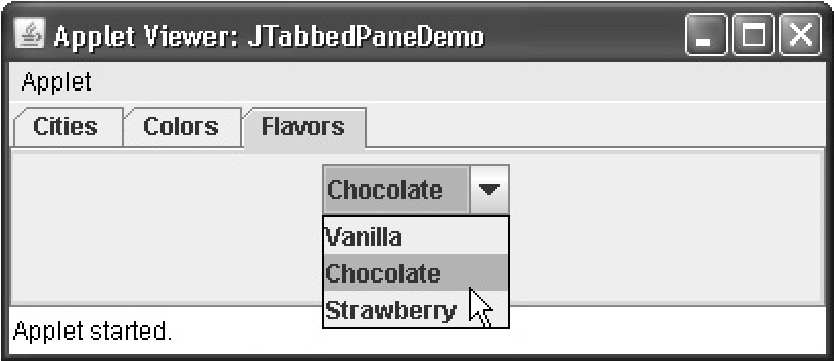 Applet Viewer: JTabbedPaneDemo
Applet
Cities Colors Flavors
Chocolate
Vanilla
Chocolate
Strawberry
Applet started.